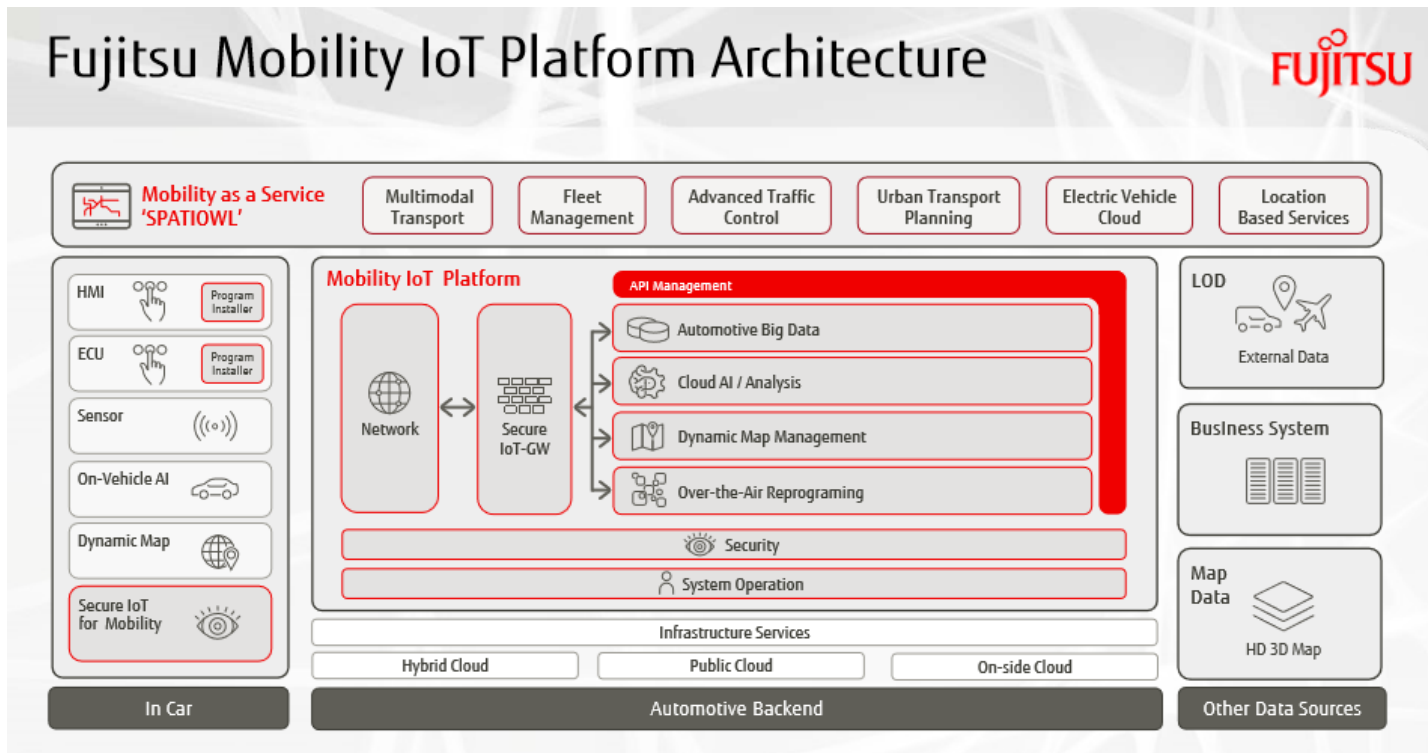 Fujitsu Mobility IoT Platform Architecture
FUJITSU
Mobility as a Service
'SPATIOWL'
Multimodal
Transport
Fleet
Management
Advanced Traffic
Control
Urban Transport
Planning
Electric Vehicle
Cloud
Location
Based Services
HMI
Program
Installer
ECU
Program
Installer
Sensor
On-Vehicle AI
Dynamic Map
Secure IoT
for Mobility
In Car
Mobility IoT Platform
Network
Secure
IoT-GW
API Management
Automotive Big Data
Cloud AI / Analysis
Dynamic Map Management
Over-the-Air Reprograming
Security
System Operation
Infrastructure Services
Hybrid Cloud
Public Cloud
On-side Cloud
Automotive Backend
LOD
External Data
Business System
Map
Data
HD 3D Map
Other Data Sources